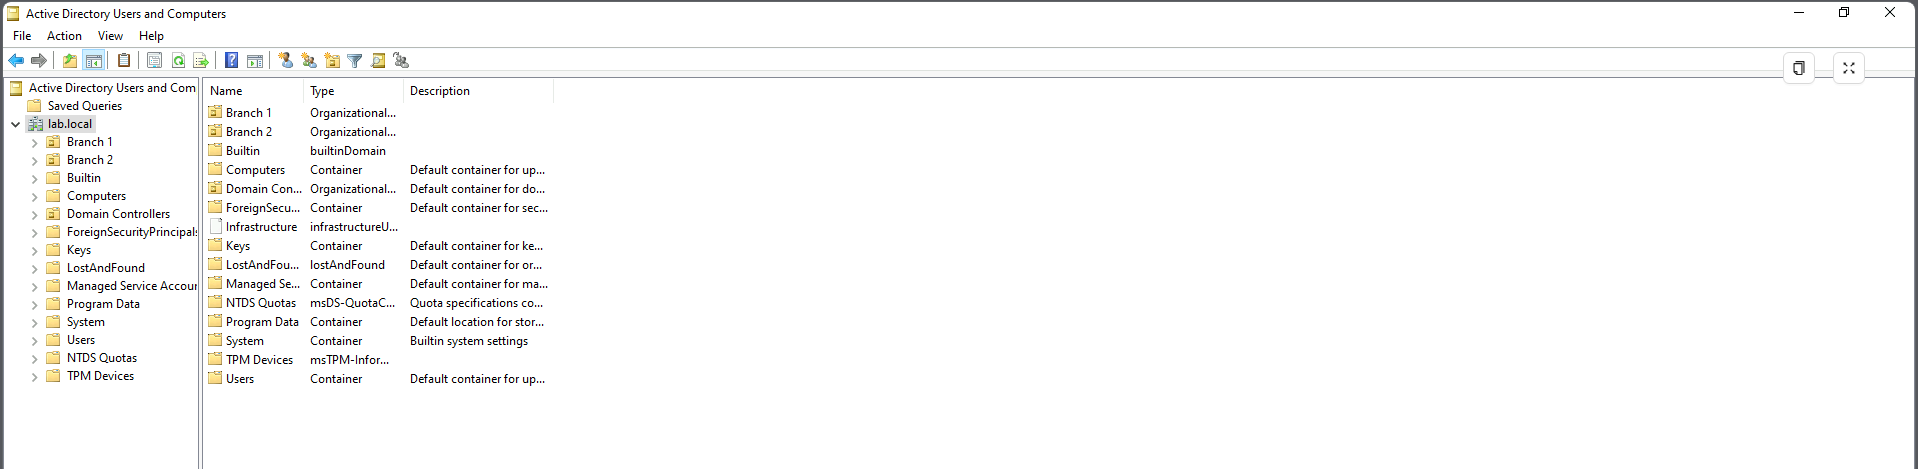 Active Directory Users and Computers
File Action View Help
Active Directory Users and Com
Saved Queries
lab.local
Branch 1
Branch 2
Builtin
Computers
Domain Controllers
ForeignSecurityPrincipals
Keys
LostAndFound
Managed Service Accour
Program Data
System
Users
NTDS Quotas
TPM Devices
Name Type Description
Branch 1 Organizational...
Branch 2 Organizational...
Builtin builtinDomain
Computers Container Default container for up...
Domain Con... Organizational... Default container for do...
ForeignSecu... Container Default container for sec...
Infrastructure infrastructureU...
Keys Container Default container for ke...
LostAndFou... lostAndFound Default container for or...
Managed Se... Container Default container for ma...
NTDS Quotas msDS-QuotaC... Quota specifications co...
Program Data Container Default location for stor...
System Container Builtin system settings
TPM Devices msTPM-Infor...
Users Container Default container for up...